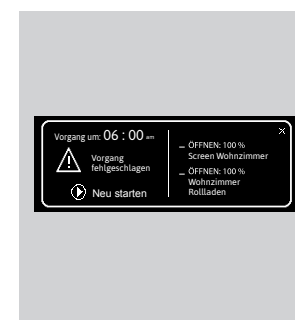 Vorgang um: 06 : 00 am
Vorgang
fehlgeschlagen
Neu starten
– ÖFFNEN: 100 %
Screen Wohnzimmer
– ÖFFNEN: 100 %
Wohnzimmer
Rollladen